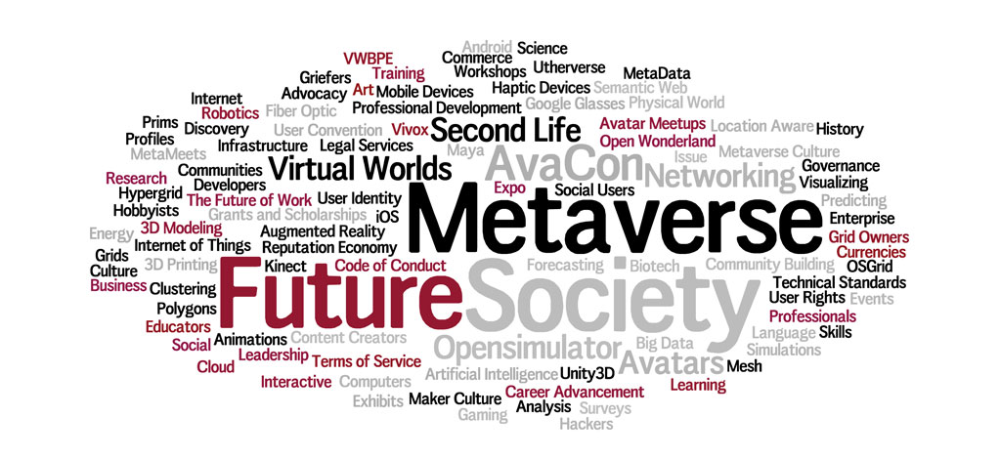 Android
Science
VWBPE
Commerce
Training
Workshops
Utherverse
MetaData
Griefers
Advocacy
Art
Mobile Devices
Haptic Devices
Semantic Web
Internet
Robotics
Fiber Optic
Professional Development
Google Glasses
Physical World
Prims
Discovery
User Convention
Vivox
Second Life
Avatar Meetups
Location Aware
History
Profiles
Infrastructure
Legal Services
Open Wonderland
MetaMeets
Maya
AvaCon
Issue
Metaverse Culture
Communities
Virtual Worlds
Networking
Governance
Research
Developers
Expo
Social Users
Visualizing
Hypergrid
The Future of Work
User Identity
Metaverse
Predicting
Hobbyists
Grants and Scholarships
iOS
Enterprise
Energy
3D Modeling
Augmented Reality
Grid Owners
Internet of Things
Reputation Economy
Currencies
Grids
Culture
3D Printing
Kinect
Code of Conduct
Forecasting
Biotech
Community Building
OSGrid
Business
Clustering
Future
Society
Technical Standards
User Rights
Events
Polygons
Professionals
Educators
Language
Skills
Social
Animations
Content Creators
Opensimulator
Big Data
Simulations
Leadership
Terms of Service
Avatars
Mesh
Cloud
Artificial Intelligence
Unity3D
Interactive
Computers
Learning
Career Advancement
Exhibits
Maker Culture
Analysis
Surveys
Gaming
Hackers